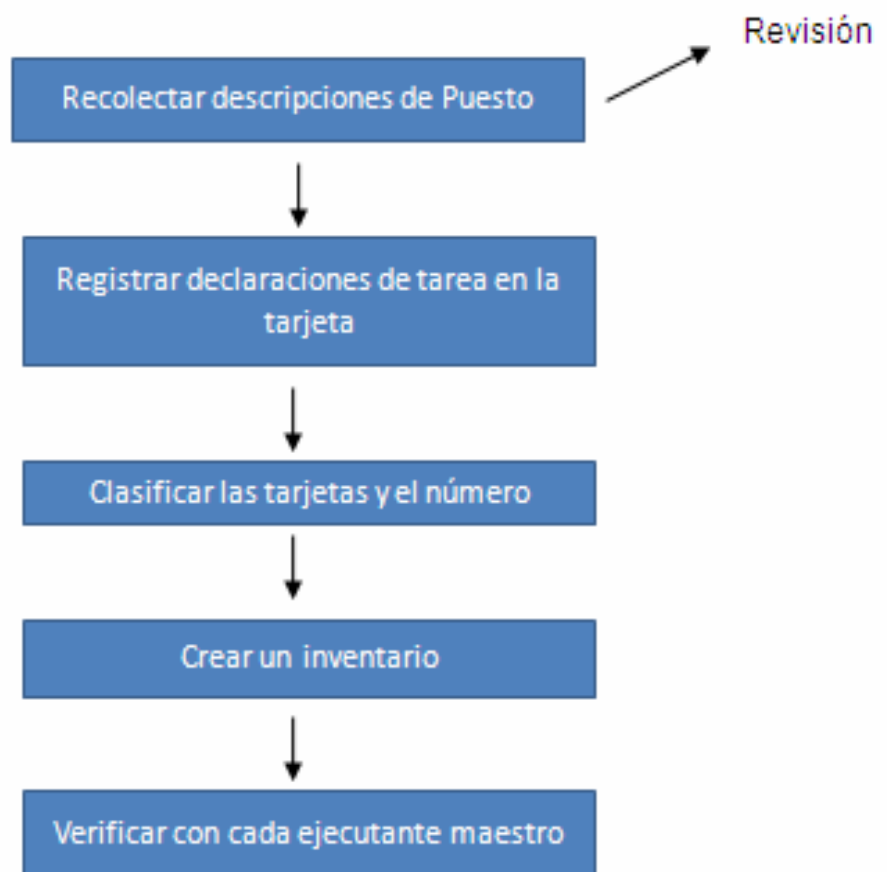 Revisión
Recolectar descripciones de Puesto
Registrar declaraciones de tarea en la
tarjeta
Clasificar las tarjetas y el número
Crear un inventario
Verificar con cada ejecutante maestro